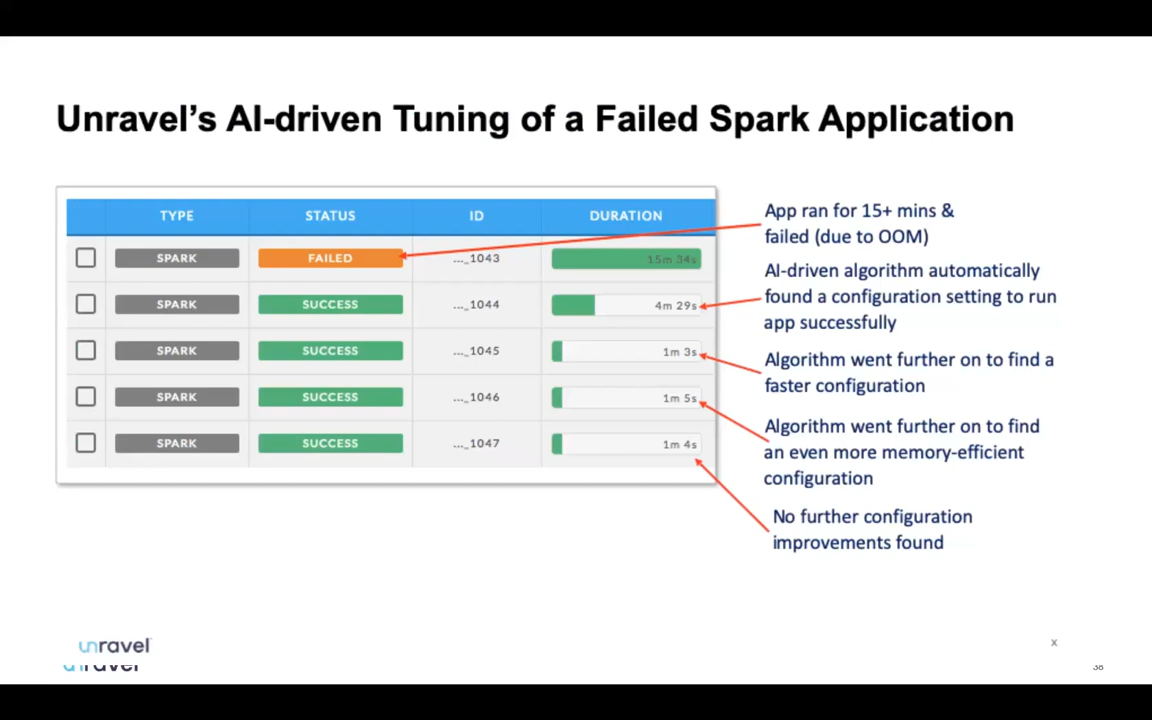 Unravel's AI-driven Tuning of a Failed Spark Application
TYPE STATUS ID DURATION
SPARK FAILED ..._1043 15m 34s
SPARK SUCCESS ..._1044 4m 29s
SPARK SUCCESS ..._1045 1m 3s
SPARK SUCCESS ..._1046 1m 5s
SPARK SUCCESS ..._1047 1m 4s
App ran for 15+ mins &
failed (due to OOM)
AI-driven algorithm automatically
found a configuration setting to run
app successfully
Algorithm went further on to find a
faster configuration
Algorithm went further on to find
an even more memory-efficient
configuration
No further configuration
improvements found
unravel
x
unravel
38